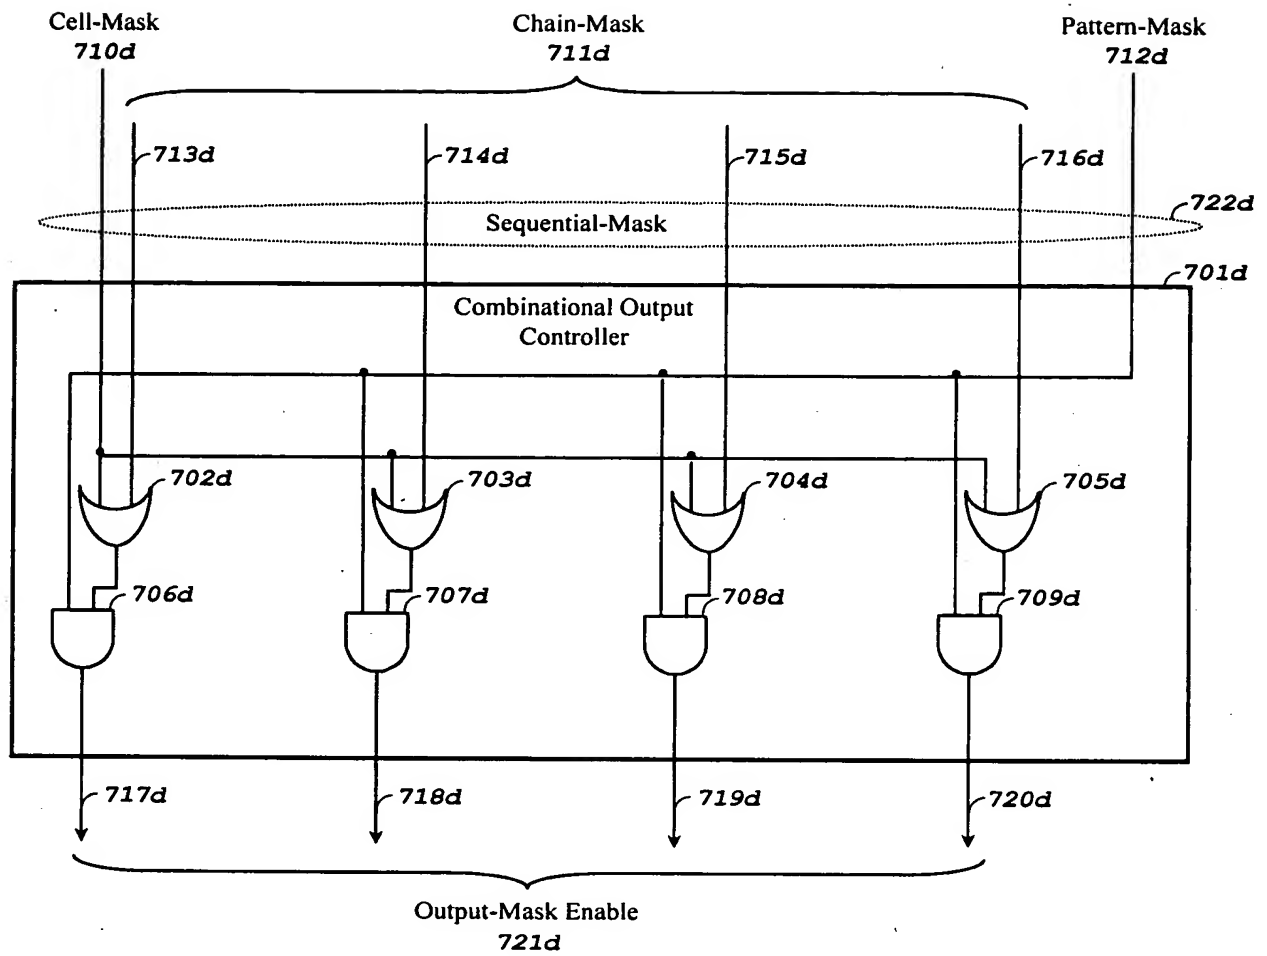 Cell-Mask
710d
Chain-Mask
711d
Pattern-Mask
712d
713d
714d
715d
716d
Sequential-Mask
722d
701d
Combinational Output
Controller
702d
703d
704d
705d
706d
707d
708d
709d
717d
718d
719d
720d
Output-Mask Enable
721d